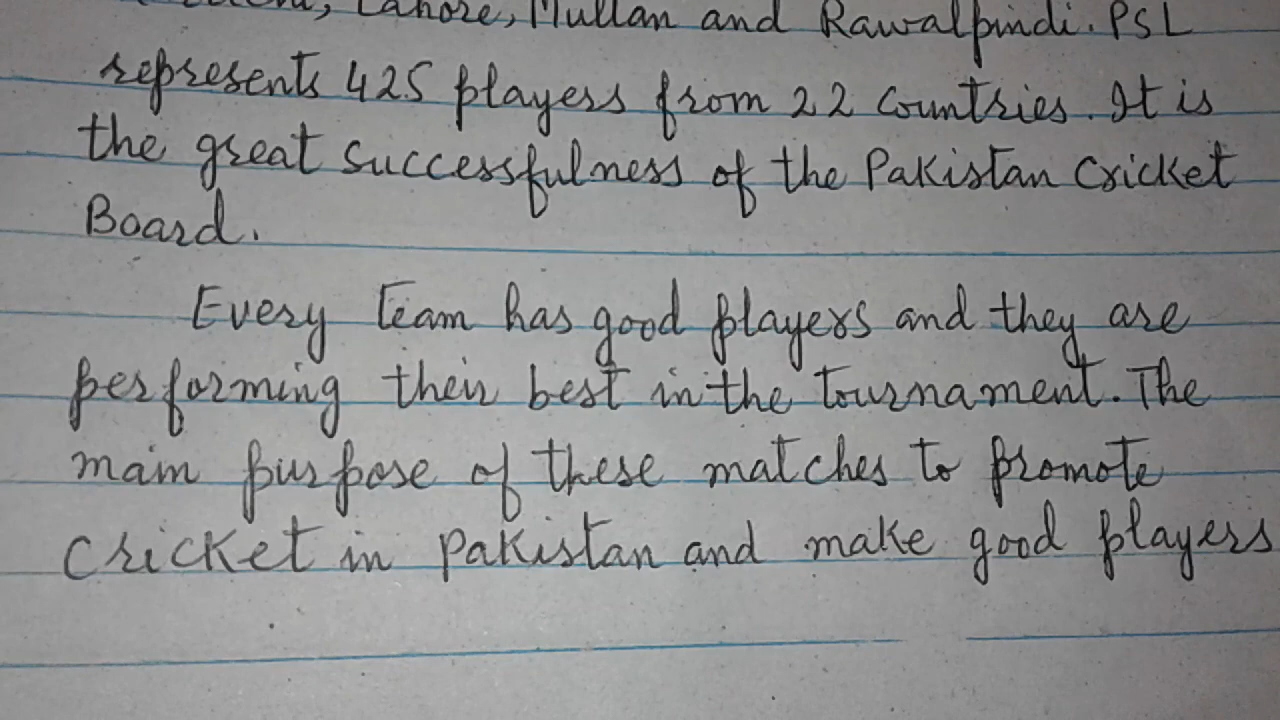 Lahore, Multan and Rawalpindi. PSL
represents 425 players from 22 Countries. It is
the great successfulness of the Pakistan Cricket
Board.
Every team has good players and they are
performing their best in the tournament. The
main purpose of these matches to promote
Cricket in Pakistan and make good players